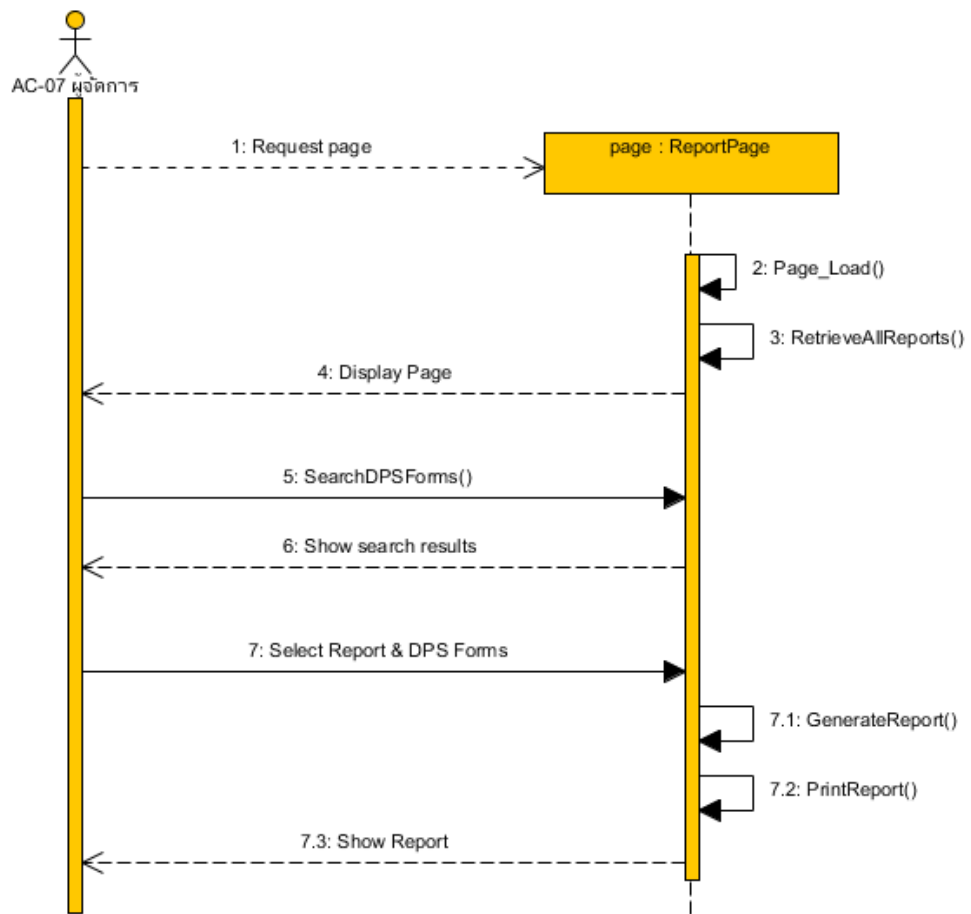 AC-07 ผู้จัดการ
1: Request page
page : ReportPage
2: Page_Load()
3: RetrieveAllReports()
4: Display Page
5: SearchDPSForms()
6: Show search results
7: Select Report & DPS Forms
7.1: GenerateReport()
7.2: PrintReport()
7.3: Show Report